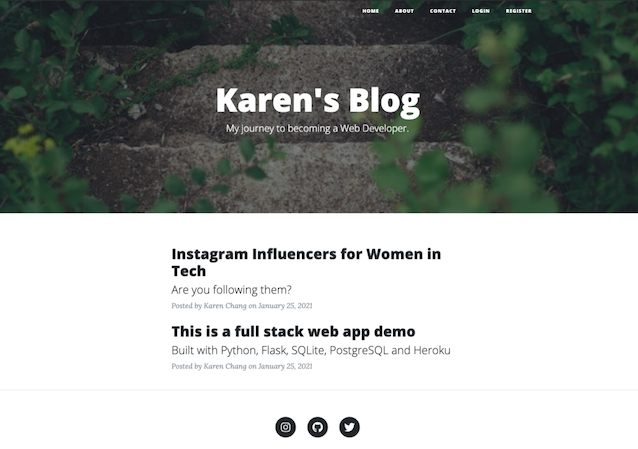 HOME ABOUT CONTACT LOGIN REGISTER
Karen's Blog
My journey to becoming a Web Developer.
Instagram Influencers for Women in
Tech
Are you following them?
Posted by Karen Chang on January 25, 2021
This is a full stack web app demo
Built with Python, Flask, SQLite, PostgreSQL and Heroku
Posted by Karen Chang on January 25, 2021